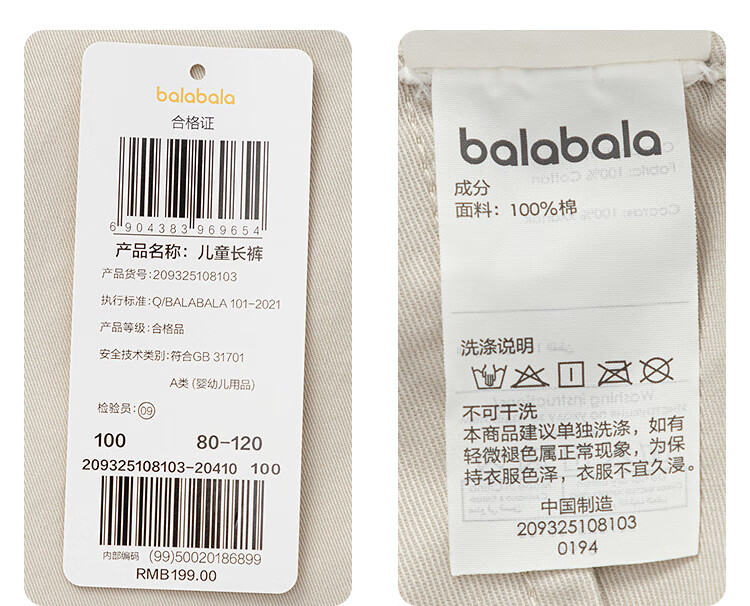 balabala
合格证
6 904383 969654
产品名称：儿童长裤
产品货号:209325108103
执行标准：Q/BALABALA 101-2021
产品等级：合格品
安全技术类别：符合GB 31701
A类 (婴幼儿用品)
检验员：09
100 80-120
209325108103-20410 100
内部编码 (99)50020186899
RMB199.00
balabala
成分
面料：100%棉
洗涤说明
不可干洗
本商品建议单独洗涤，如有
轻微褪色属正常现象，为保
持衣服色泽，衣服不宜久浸。
中国制造
209325108103
0194